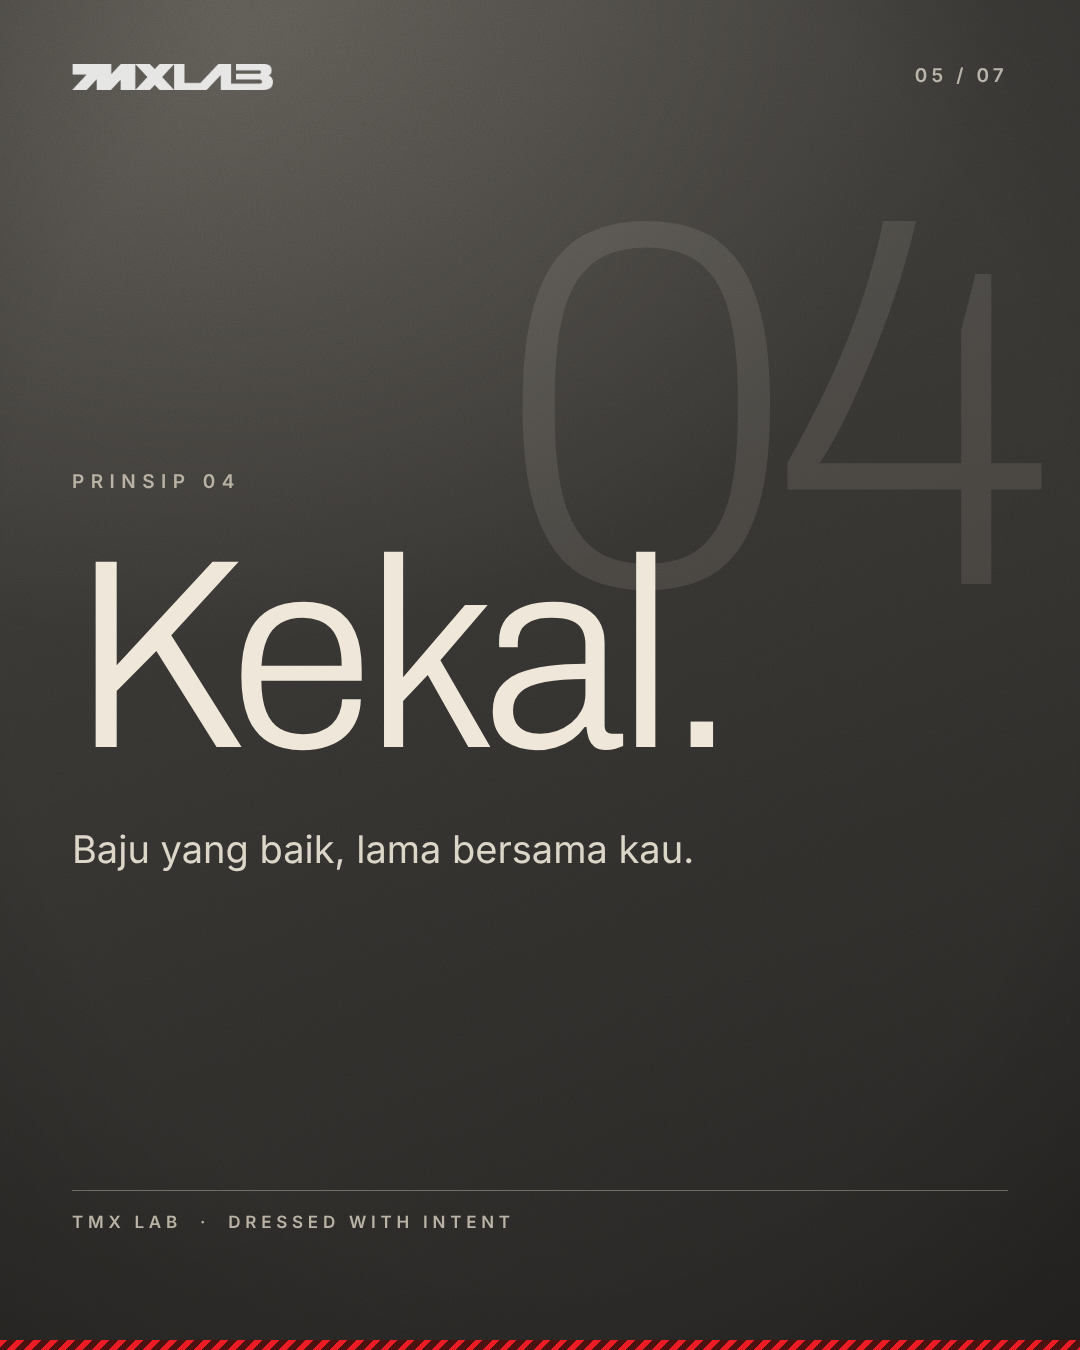 TMXLAB
05 / 07
04
PRINSIP 04
Kekal.
Baju yang baik, lama bersama kau.
TMX LAB · DRESSED WITH INTENT